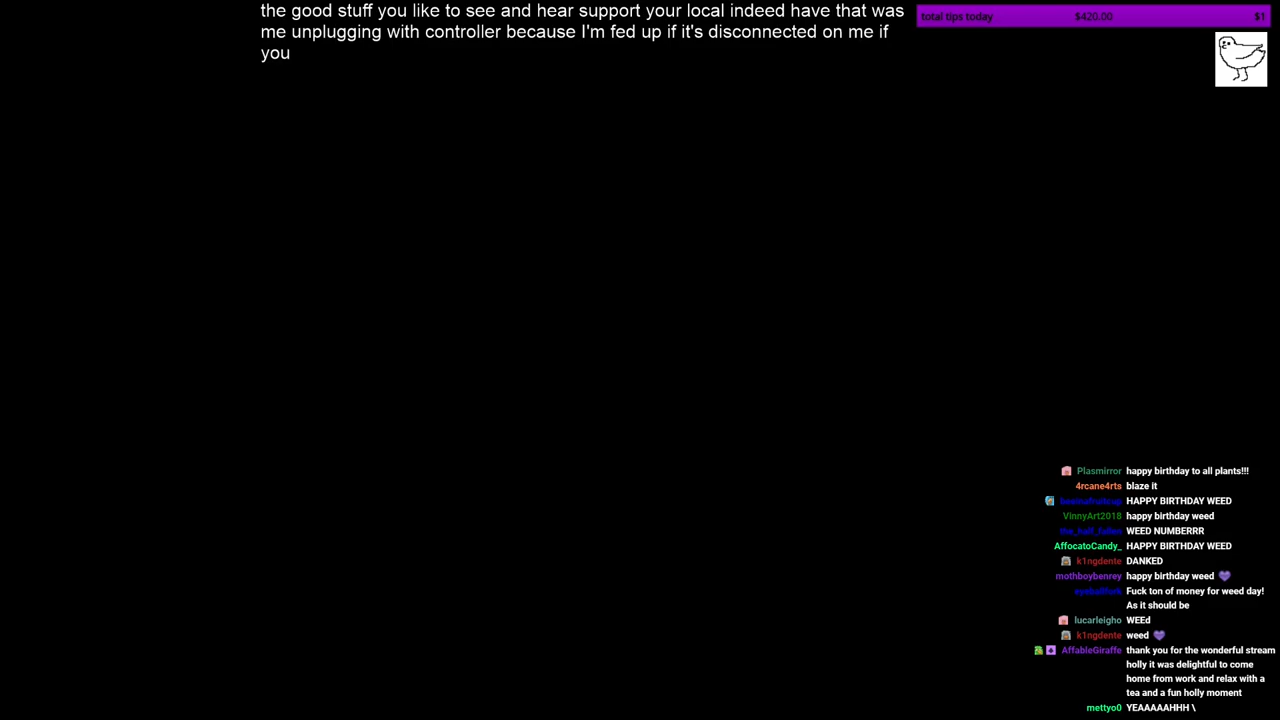 the good stuff you like to see and hear support your local indeed have that was
me unplugging with controller because I'm fed up if it's disconnected on me if
you
total tips today $420.00 $1
Plasmirror happy birthday to all plants!!!
4rcane4rts blaze it
HAPPY BIRTHDAY WEED
VinnyArt2018 happy birthday weed
WEED NUMBERRR
AffocatoCandy_ HAPPY BIRTHDAY WEED
k1ngdente DANKED
mothboybenrey happy birthday weed
Fuck ton of money for weed day!
As it should be
lucarleigho WEEd
k1ngdente weed
AffableGiraffe thank you for the wonderful stream
holly it was delightful to come
home from work and relax with a
tea and a fun holly moment
mettyo0 YEAAAAAHHH \